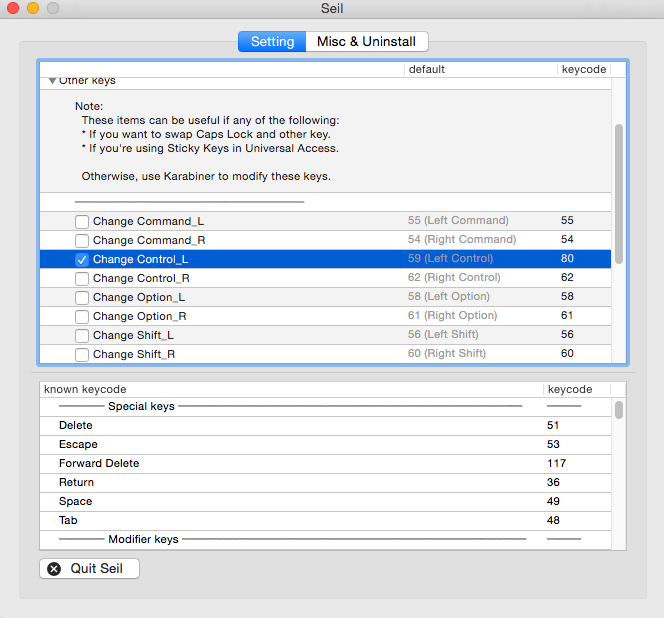 Seil
Setting Misc & Uninstall
default keycode
Other keys
Note:
These items can be useful if any of the following:
* If you want to swap Caps Lock and other key.
* If you're using Sticky Keys in Universal Access.
Otherwise, use Karabiner to modify these keys.
Change Command_L 55 (Left Command) 55
Change Command_R 54 (Right Command) 54
Change Control_L 59 (Left Control) 80
Change Control_R 62 (Right Control) 62
Change Option_L 58 (Left Option) 58
Change Option_R 61 (Right Option) 61
Change Shift_L 56 (Left Shift) 56
Change Shift_R 60 (Right Shift) 60
known keycode keycode
Special keys
Delete 51
Escape 53
Forward Delete 117
Return 36
Space 49
Tab 48
Modifier keys
Quit Seil